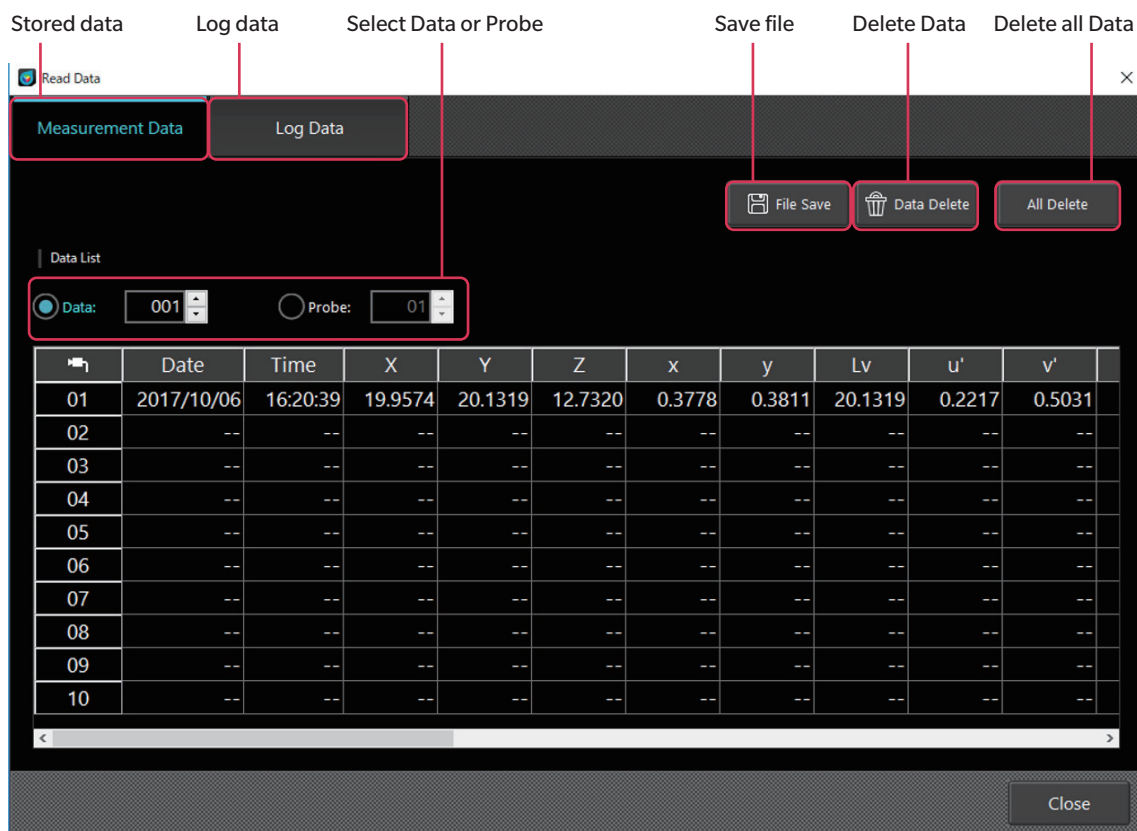 Stored data Log data Select Data or Probe Save file Delete Data Delete all Data
Read Data
Measurement Data Log Data
File Save Data Delete All Delete
Data List
Data: 001 Probe: 01
Date Time X Y Z x y Lv u' v'
01 2017/10/06 16:20:39 19.9574 20.1319 12.7320 0.3778 0.3811 20.1319 0.2217 0.5031
02 -- -- -- -- -- -- -- -- -- --
03 -- -- -- -- -- -- -- -- -- --
04 -- -- -- -- -- -- -- -- -- --
05 -- -- -- -- -- -- -- -- -- --
06 -- -- -- -- -- -- -- -- -- --
07 -- -- -- -- -- -- -- -- -- --
08 -- -- -- -- -- -- -- -- -- --
09 -- -- -- -- -- -- -- -- -- --
10 -- -- -- -- -- -- -- -- -- --
Close